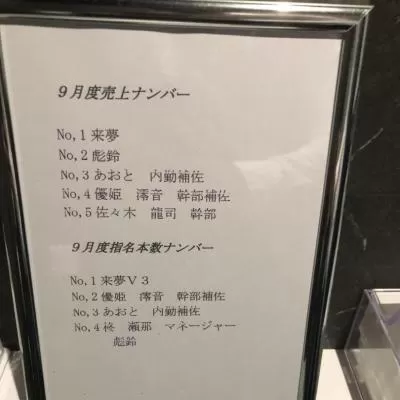 9月度売上ナンバー
No,1来夢
No,2彪鈴
No,3あおと 内勤補佐
No,4優姫 澪音 幹部補佐
No,5佐々木 龍司 幹部
9月度指名本数ナンバー
No,1来夢V3
No,2優姫 澪音 幹部補佐
No,3あおと 内勤補佐
No,4柊 瀬那 マネージャー
彪鈴